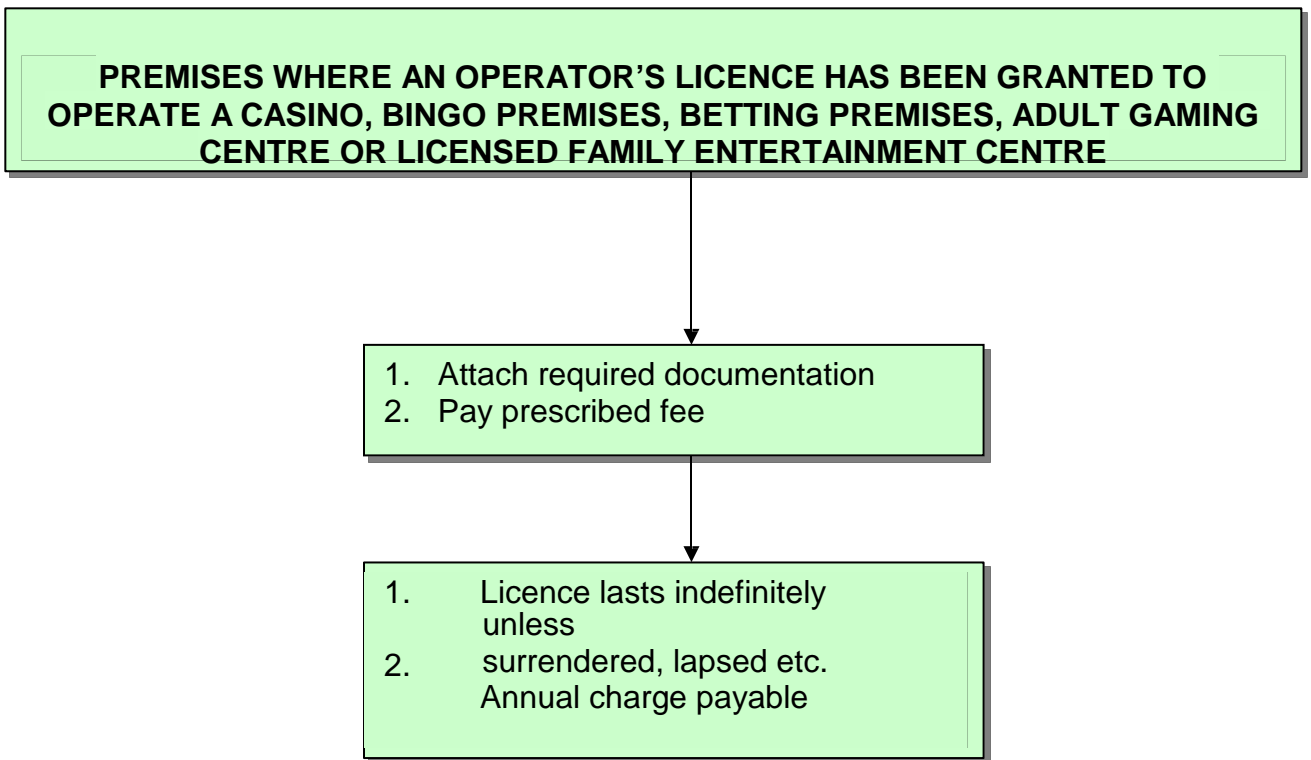 PREMISES WHERE AN OPERATOR’S LICENCE HAS BEEN GRANTED TO
OPERATE A CASINO, BINGO PREMISES, BETTING PREMISES, ADULT GAMING
CENTRE OR LICENSED FAMILY ENTERTAINMENT CENTRE
1. Attach required documentation
2. Pay prescribed fee
1. Licence lasts indefinitely
unless
2. surrendered, lapsed etc.
Annual charge payable